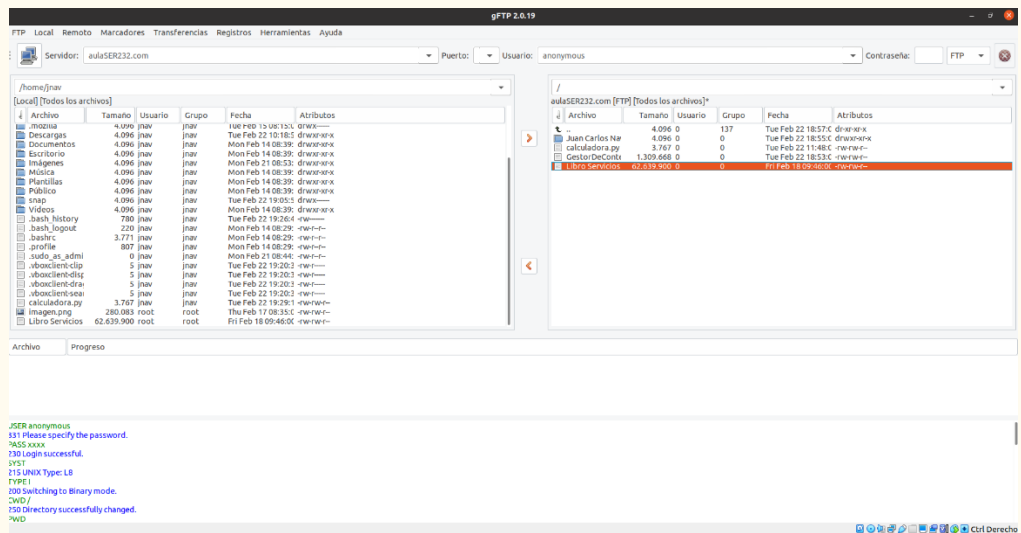 gFTP 2.0.19
FTP Local Remoto Marcadores Transferencias Registros Herramientas Ayuda
Servidor: aulaSER232.com Puerto: Usuario: anonymous Contraseña: FTP
/home/jnav
[Local] [Todos los archivos]
Archivo Tamaño Usuario Grupo Fecha Atributos
.mozilla 4.096 jnav jnav Tue Feb 15 08:15:( drwx------
Descargas 4.096 jnav jnav Tue Feb 22 10:18:5 drwxr-xr-x
Documentos 4.096 jnav jnav Mon Feb 14 08:39: drwxr-xr-x
Escritorio 4.096 jnav jnav Mon Feb 14 08:39: drwxr-xr-x
Imágenes 4.096 jnav jnav Mon Feb 21 08:53: drwxr-xr-x
Música 4.096 jnav jnav Mon Feb 14 08:39: drwxr-xr-x
Plantillas 4.096 jnav jnav Mon Feb 14 08:39: drwxr-xr-x
Público 4.096 jnav jnav Mon Feb 14 08:39: drwxr-xr-x
snap 4.096 jnav jnav Tue Feb 22 19:05:5 drwx------
Vídeos 4.096 jnav jnav Mon Feb 14 08:39: drwxr-xr-x
.bash_history 780 jnav jnav Tue Feb 22 19:26:4 -rw-------
.bash_logout 220 jnav jnav Mon Feb 14 08:29: -rw-r--r--
.bashrc 3.771 jnav jnav Mon Feb 14 08:29: -rw-r--r--
.profile 807 jnav jnav Mon Feb 14 08:29: -rw-r--r--
.sudo_as_admi 0 jnav jnav Mon Feb 21 08:44: -rw-r--r--
.vboxclient-clip 5 jnav jnav Tue Feb 22 19:20:3 -rw-r-----
.vboxclient-disp 5 jnav jnav Tue Feb 22 19:20:3 -rw-r-----
.vboxclient-dra 5 jnav jnav Tue Feb 22 19:20:3 -rw-r-----
.vboxclient-sea 5 jnav jnav Tue Feb 22 19:20:3 -rw-r-----
calculadora.py 3.767 jnav jnav Tue Feb 22 19:29:1 -rw-rw-r--
imagen.png 280.083 root root Thu Feb 17 08:35:( -rw-rw-r--
Libro Servicios 62.639.900 root root Fri Feb 18 09:46:0( -rw-rw-r--
/
aulaSER232.com [FTP] [Todos los archivos]*
Archivo Tamaño Usuario Grupo Fecha Atributos
.. 4.096 0 137 Tue Feb 22 18:57:( dr-xr-xr-x
Juan Carlos Na 4.096 0 0 Tue Feb 22 18:55:( drwxr-xr-x
calculadora.py 3.767 0 0 Tue Feb 22 11:48:( -rw-rw-r--
GestorDeConte 1.309.668 0 0 Tue Feb 22 18:53:( -rw-rw-r--
Libro Servicios 62.639.900 0 0 Fri Feb 18 09:46:0( -rw-rw-r--
Archivo Progreso
USER anonymous
331 Please specify the password.
PASS xxxx
230 Login successful.
SYST
215 UNIX Type: L8
TYPE I
200 Switching to Binary mode.
CWD /
250 Directory successfully changed.
PWD
Ctrl Derecho